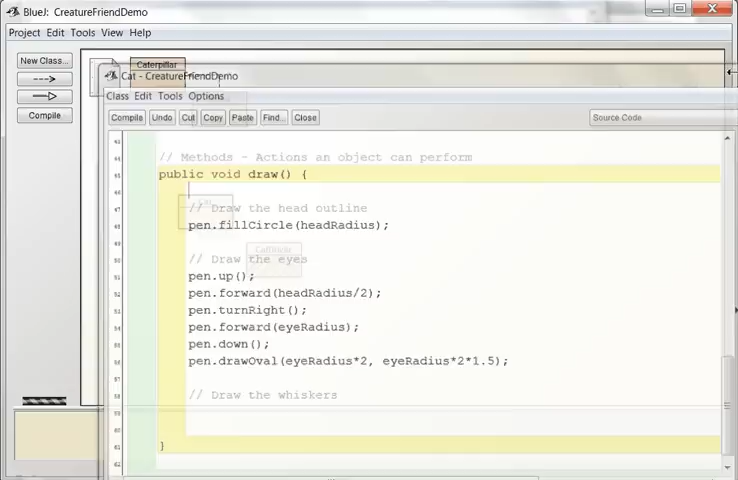 BlueJ: CreatureFriendDemo
Project Edit Tools View Help
New Class...
Compile
Caterpillar
Cat - CreatureFriendDemo
Class Edit Tools Options
Compile Undo Cut Copy Paste Find... Close
Source Code
// Methods - Actions an object can perform
public void draw() {
// Draw the head outline
pen.fillCircle(headRadius);
// Draw the eyes
pen.up();
pen.forward(headRadius/2);
pen.turnRight();
pen.forward(eyeRadius);
pen.down();
pen.drawOval(eyeRadius*2, eyeRadius*2*1.5);
// Draw the whiskers
}